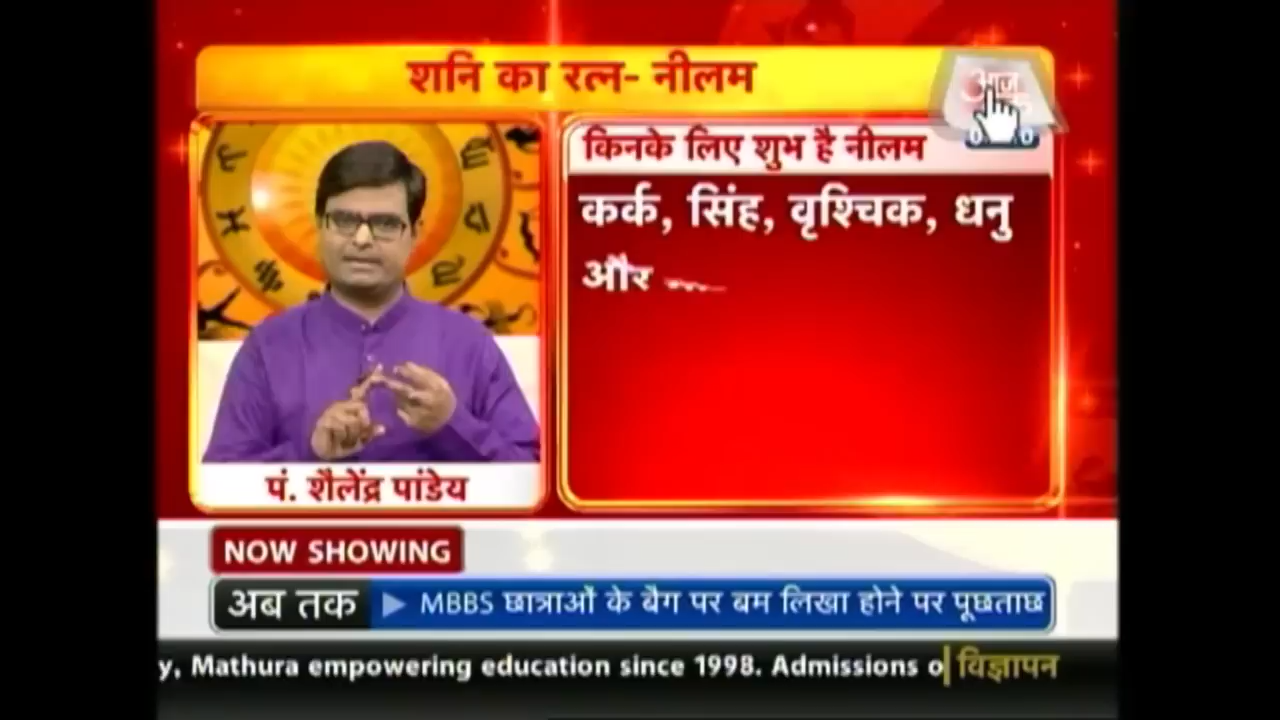 शनि का रत्न- नीलम
आज
किनके लिए शुभ है नीलम
कर्क, सिंह, वृश्चिक, धनु
और
पं. शैलेंद्र पांडेय
NOW SHOWING
अब तक
MBBS छात्राओं के बैग पर बम लिखा होने पर पूछताछ
y, Mathura empowering education since 1998. Admissions o
विज्ञापन